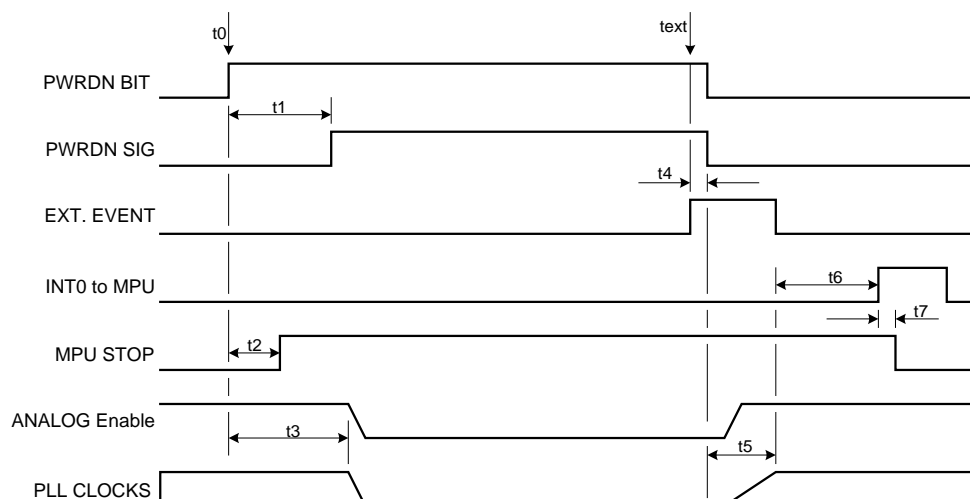 t0
text
PWRDN BIT
t1
PWRDN SIG
t4
EXT. EVENT
t6
INT0 to MPU
t7
t2
MPU STOP
ANALOG Enable
t3
t5
PLL CLOCKS